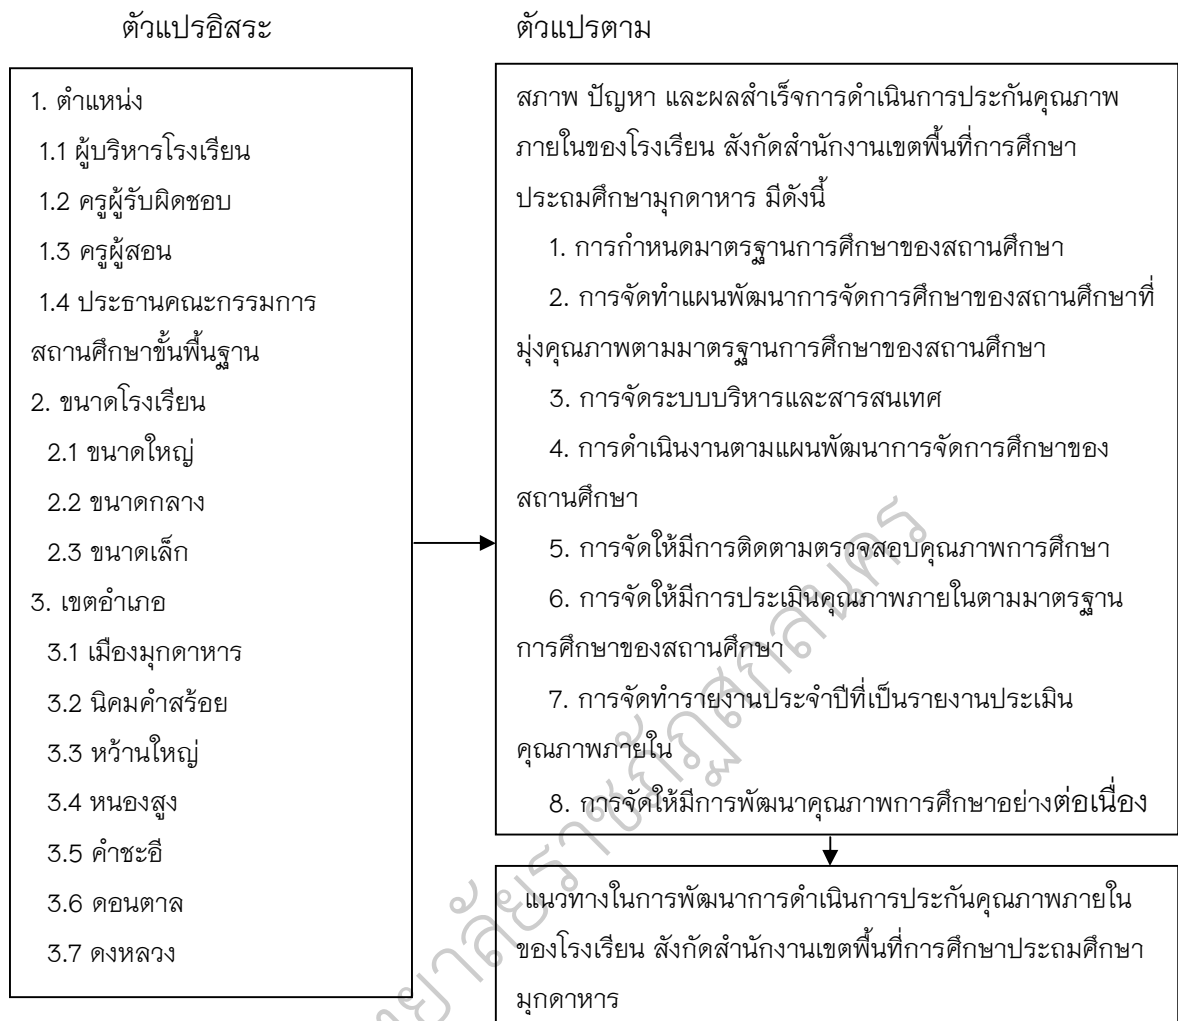 ตัวแปรอิสระ
1. ตำแหน่ง
1.1 ผู้บริหารโรงเรียน
1.2 ครูผู้รับผิดชอบ
1.3 ครูผู้สอน
1.4 ประธานคณะกรรมการ
สถานศึกษาขั้นพื้นฐาน
2. ขนาดโรงเรียน
2.1 ขนาดใหญ่
2.2 ขนาดกลาง
2.3 ขนาดเล็ก
3. เขตอำเภอ
3.1 เมืองมุกดาหาร
3.2 นิคมคำสร้อย
3.3 หว้านใหญ่
3.4 หนองสูง
3.5 คำชะอี
3.6 ดอนตาล
3.7 ดงหลวง
ตัวแปรตาม
สภาพ ปัญหา และผลสำเร็จการดำเนินการประกันคุณภาพ
ภายในของโรงเรียน สังกัดสำนักงานเขตพื้นที่การศึกษา
ประถมศึกษามุกดาหาร มีดังนี้
1. การกำหนดมาตรฐานการศึกษาของสถานศึกษา
2. การจัดทำแผนพัฒนาการจัดการศึกษาของสถานศึกษาที่
มุ่งคุณภาพตามมาตรฐานการศึกษาของสถานศึกษา
3. การจัดระบบบริหารและสารสนเทศ
4. การดำเนินงานตามแผนพัฒนาการจัดการศึกษาของ
สถานศึกษา
5. การจัดให้มีการติดตามตรวจสอบคุณภาพการศึกษา
6. การจัดให้มีการประเมินคุณภาพภายในตามมาตรฐาน
การศึกษาของสถานศึกษา
7. การจัดทำรายงานประจำปีที่เป็นรายงานประเมิน
คุณภาพภายใน
8. การจัดให้มีการพัฒนาคุณภาพการศึกษาอย่างต่อเนื่อง
แนวทางในการพัฒนาการดำเนินการประกันคุณภาพภายใน
ของโรงเรียน สังกัดสำนักงานเขตพื้นที่การศึกษาประถมศึกษา
มุกดาหาร
ยาลัยราชภัฏสกลนคร